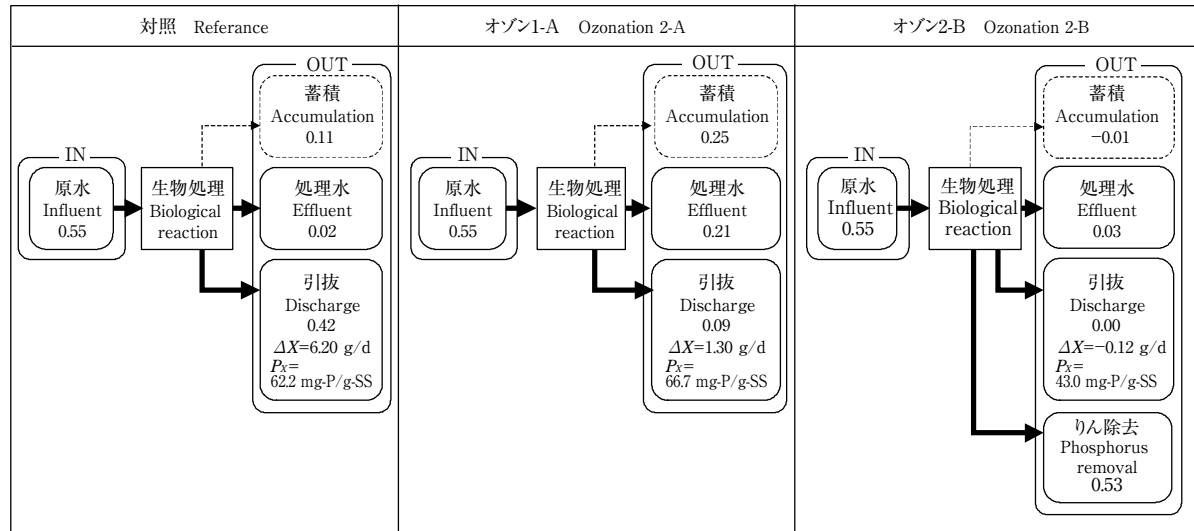 対照 Referance
OUT
蓄積
Accumulation
0.11
IN
原水
Influent
0.55
生物処理
Biological
reaction
処理水
Effluent
0.02
引抜
Discharge
0.42
ΔX=6.20 g/d
Px=
62.2 mg-P/g-SS
オゾン1-A Ozonation 2-A
OUT
蓄積
Accumulation
0.25
IN
原水
Influent
0.55
生物処理
Biological
reaction
処理水
Effluent
0.21
引抜
Discharge
0.09
ΔX=1.30 g/d
Px=
66.7 mg-P/g-SS
オゾン2-B Ozonation 2-B
OUT
蓄積
Accumulation
−0.01
IN
原水
Influent
0.55
生物処理
Biological
reaction
処理水
Effluent
0.03
引抜
Discharge
0.00
ΔX=−0.12 g/d
Px=
43.0 mg-P/g-SS
りん除去
Phosphorus
removal
0.53